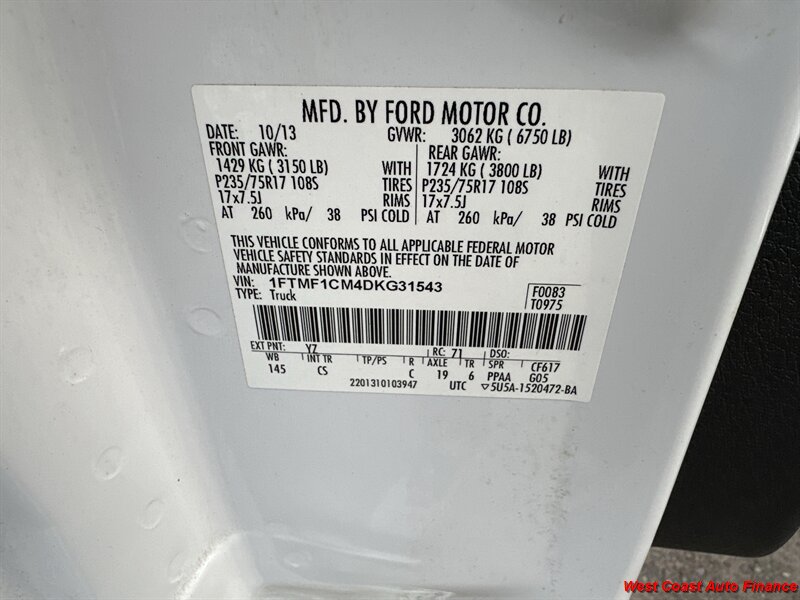 MFD. BY FORD MOTOR CO.
DATE: 10/13 GVWR: 3062 KG ( 6750 LB)
FRONT GAWR: REAR GAWR:
1429 KG ( 3150 LB) WITH 1724 KG ( 3800 LB) WITH
P235/75R17 108S TIRES P235/75R17 108S TIRES
17x7.5J RIMS 17x7.5J RIMS
AT 260 kPa/ 38 PSI COLD AT 260 kPa/ 38 PSI COLD
THIS VEHICLE CONFORMS TO ALL APPLICABLE FEDERAL MOTOR
VEHICLE SAFETY STANDARDS IN EFFECT ON THE DATE OF
MANUFACTURE SHOWN ABOVE.
VIN: 1FTMF1CM4DKG31543 F0083
TYPE: Truck T0975
EXT PNT: YZ RC: 71 DSO:
WB INT TR TP/PS R AXLE TR SPR CF617
145 CS C 19 6 PPAA G05
2201310103947 UTC ▽5U5A-1520472-BA
West Coast Auto Finance